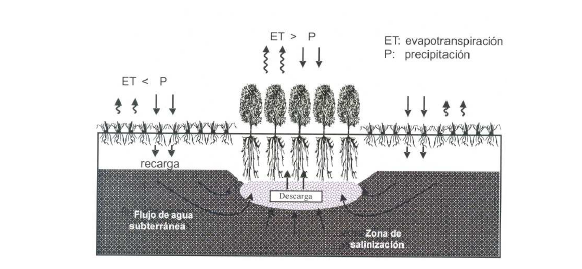 ET > P
ET: evapotranspiración
P: precipitación
ET < P
recarga
Descarga
Flujo de agua
subterránea
Zona de
salinización